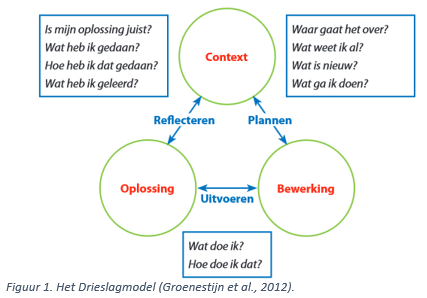 Is mijn oplossing juist?
Wat heb ik gedaan?
Hoe heb ik dat gedaan?
Wat heb ik geleerd?
Context
Waar gaat het over?
Wat weet ik al?
Wat is nieuw?
Wat ga ik doen?
Reflecteren
Plannen
Oplossing
Uitvoeren
Bewerking
Wat doe ik?
Hoe doe ik dat?
Figuur 1. Het Drieslagmodel (Groenestijn et al., 2012).